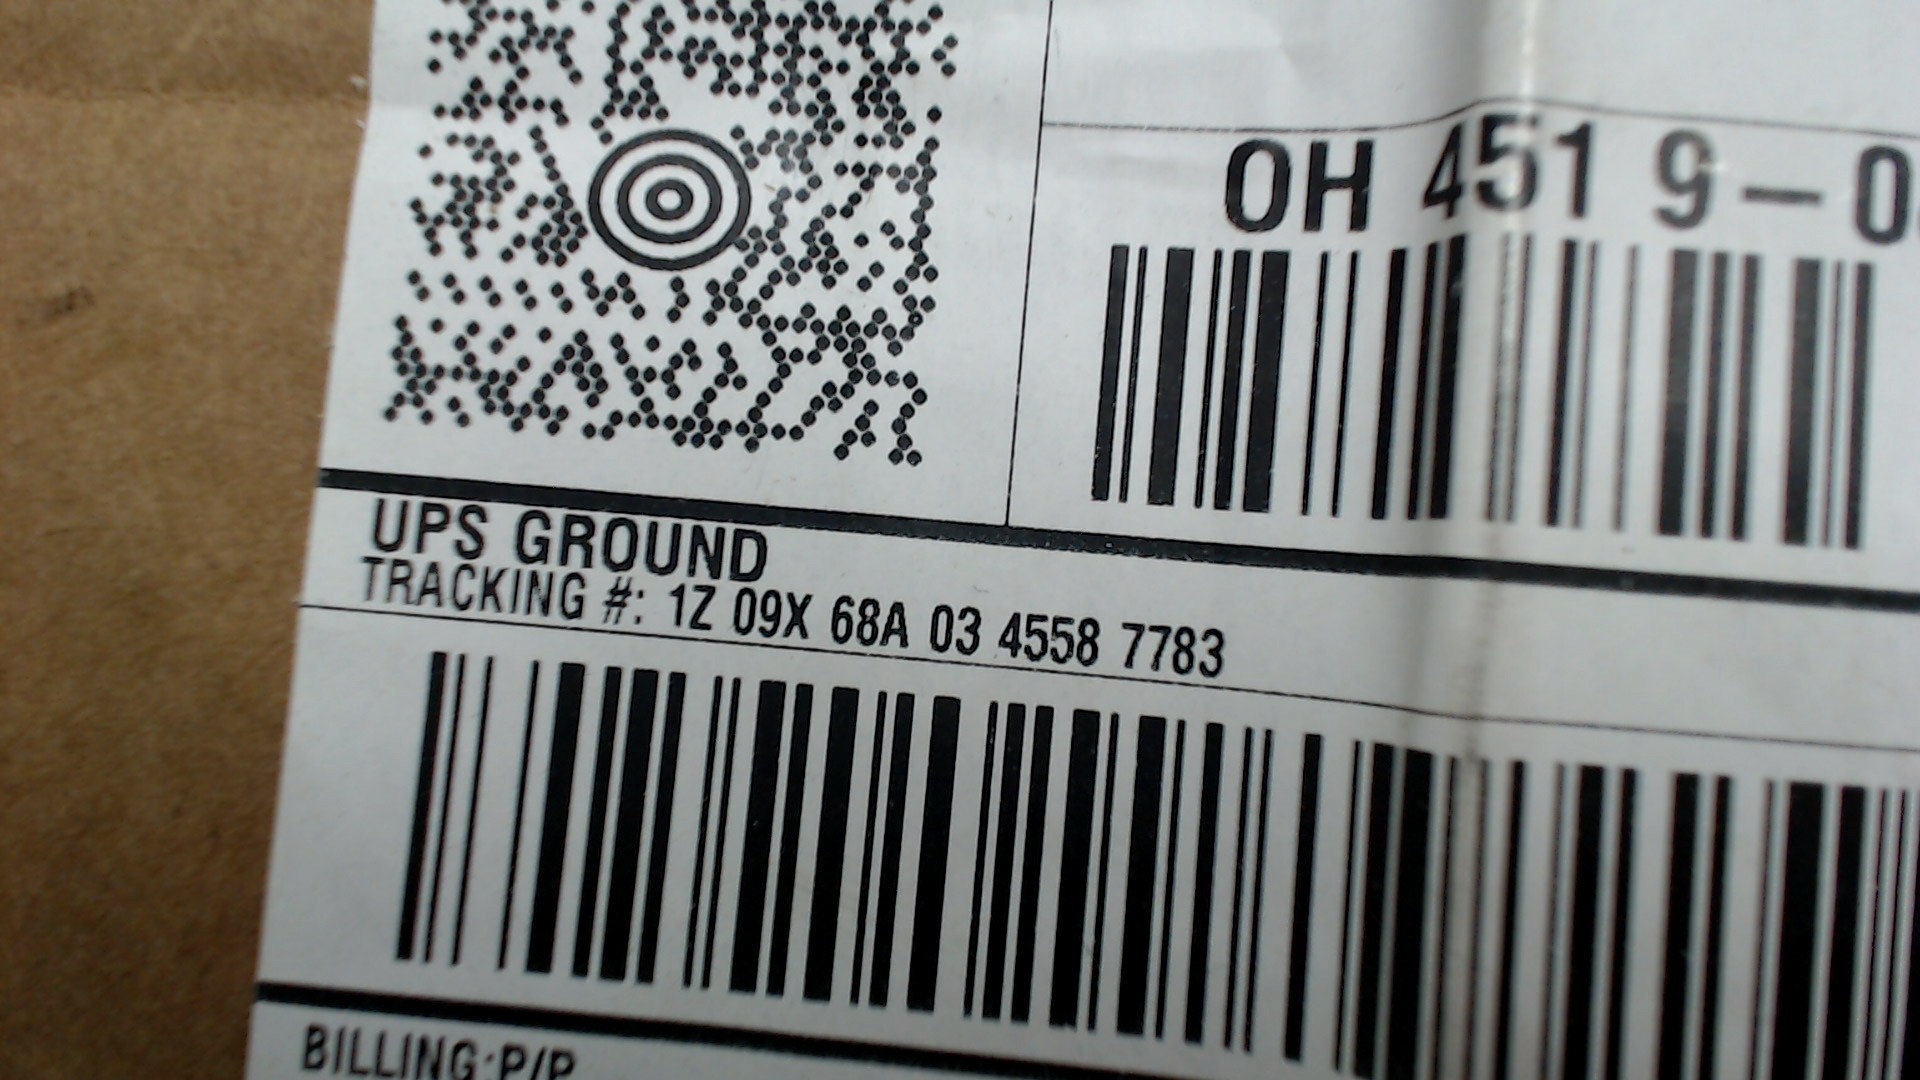 OH 451 9-0
UPS GROUND
TRACKING #: 1Z 09X 68A 03 4558 7783
BILLING:P/P